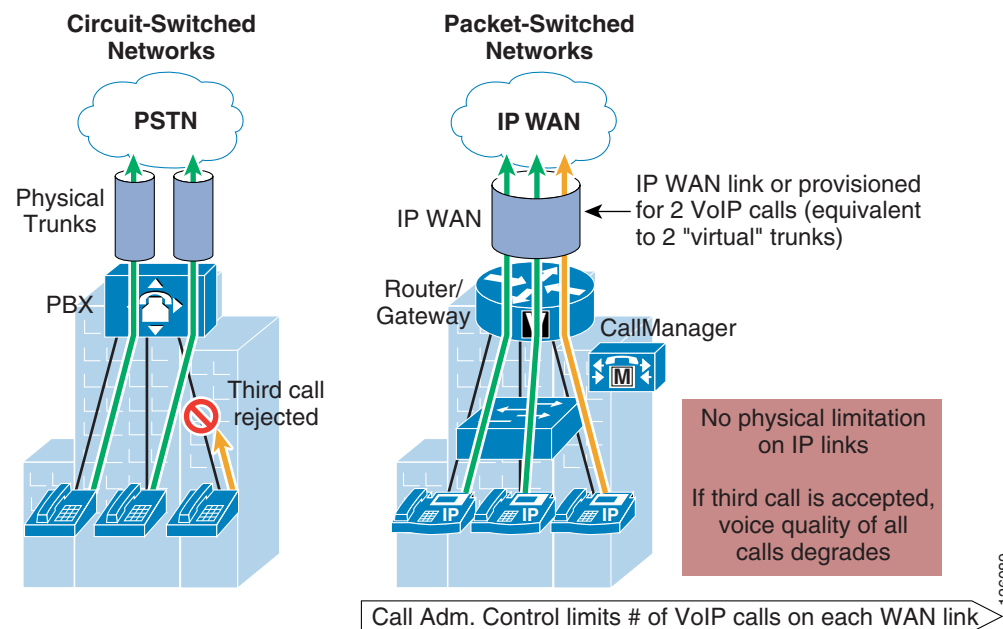 Circuit-Switched
Networks
PSTN
Physical
Trunks
PBX
Third call
rejected
Packet-Switched
Networks
IP WAN
IP WAN
IP WAN link or provisioned
for 2 VoIP calls (equivalent
to 2 "virtual" trunks)
Router/
Gateway
CallManager
M
IP
IP
IP
No physical limitation
on IP links
If third call is accepted,
voice quality of all
calls degrades
Call Adm. Control limits # of VoIP calls on each WAN link